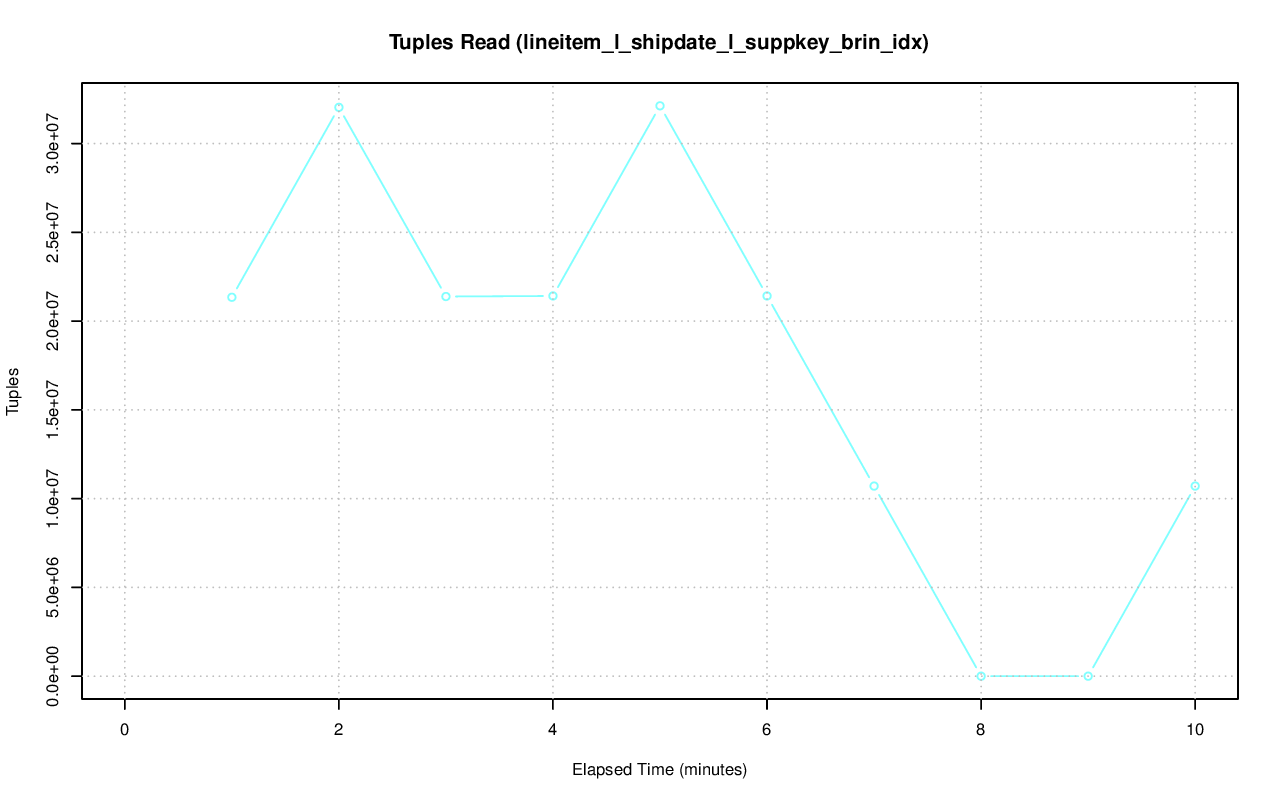 Tuples Read (lineitem_l_shipdate_l_suppkey_brin_idx)
Tuples
3.0e+07
2.5e+07
2.0e+07
1.5e+07
1.0e+07
5.0e+06
0.0e+00
0 2 4 6 8 10
Elapsed Time (minutes)